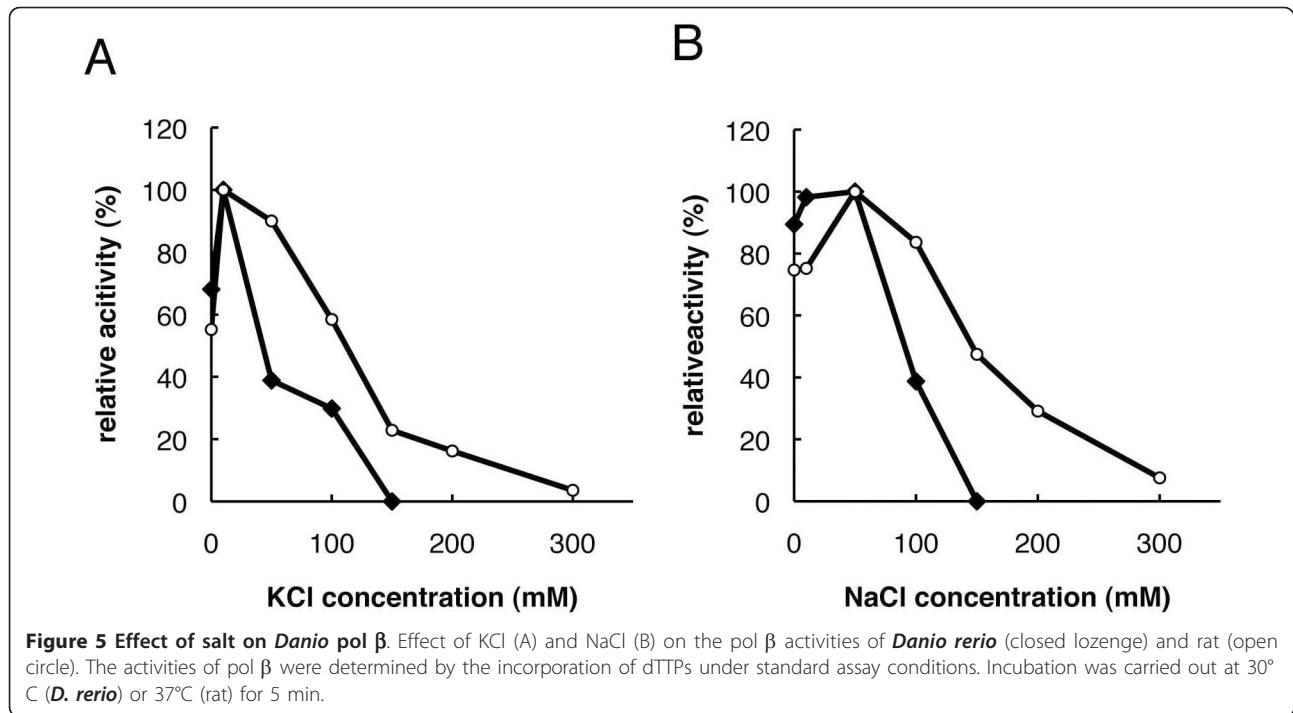 A
B
120
100
80
60
40
20
0
relative acitivity (%)
0 100 200 300
KCl concentration (mM)
120
100
80
60
40
20
0
relativeactivity (%)
0 100 200 300
NaCl concentration (mM)
Figure 5 Effect of salt on Danio pol β. Effect of KCl (A) and NaCl (B) on the pol β activities of Danio rerio (closed lozenge) and rat (open
circle). The activities of pol β were determined by the incorporation of dTTPs under standard assay conditions. Incubation was carried out at 30°
C (D. rerio) or 37°C (rat) for 5 min.